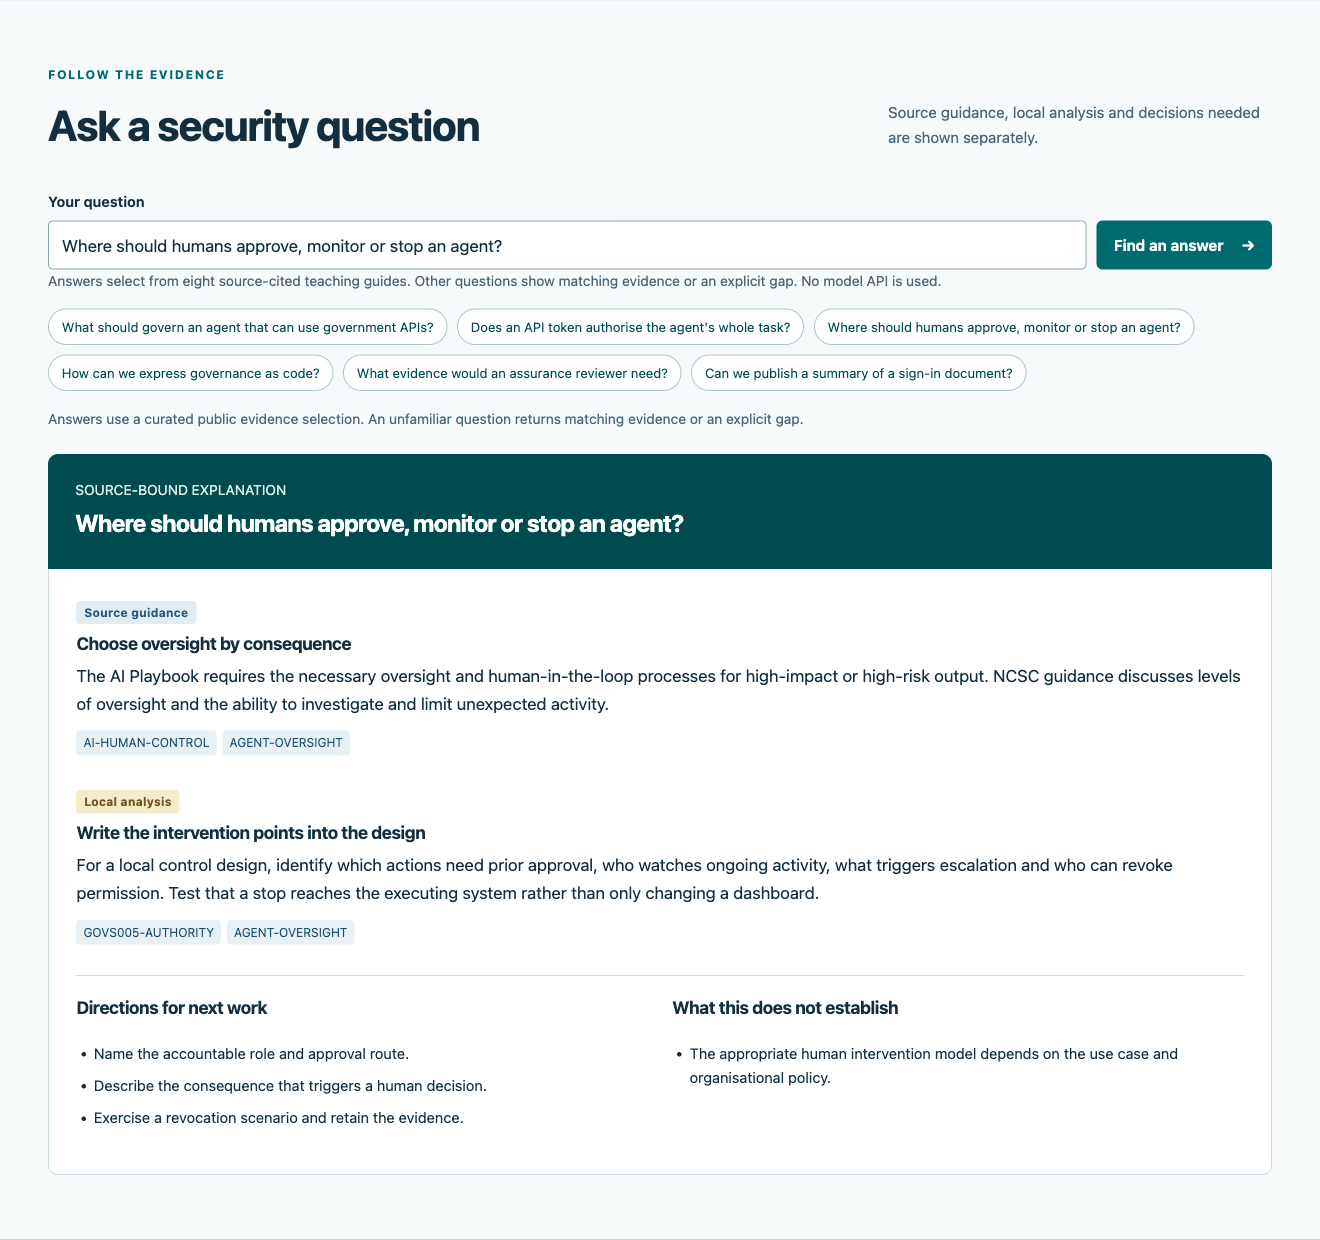 FOLLOW THE EVIDENCE
Ask a security question
Source guidance, local analysis and decisions needed
are shown separately.
Your question
Where should humans approve, monitor or stop an agent?
Find an answer →
Answers select from eight source-cited teaching guides. Other questions show matching evidence or an explicit gap. No model API is used.
What should govern an agent that can use government APIs?
Does an API token authorise the agent's whole task?
Where should humans approve, monitor or stop an agent?
How can we express governance as code?
What evidence would an assurance reviewer need?
Can we publish a summary of a sign-in document?
Answers use a curated public evidence selection. An unfamiliar question returns matching evidence or an explicit gap.
SOURCE-BOUND EXPLANATION
Where should humans approve, monitor or stop an agent?
Source guidance
Choose oversight by consequence
The AI Playbook requires the necessary oversight and human-in-the-loop processes for high-impact or high-risk output. NCSC guidance discusses levels
of oversight and the ability to investigate and limit unexpected activity.
AI-HUMAN-CONTROL
AGENT-OVERSIGHT
Local analysis
Write the intervention points into the design
For a local control design, identify which actions need prior approval, who watches ongoing activity, what triggers escalation and who can revoke
permission. Test that a stop reaches the executing system rather than only changing a dashboard.
GOVS005-AUTHORITY
AGENT-OVERSIGHT
Directions for next work
• Name the accountable role and approval route.
• Describe the consequence that triggers a human decision.
• Exercise a revocation scenario and retain the evidence.
What this does not establish
• The appropriate human intervention model depends on the use case and
organisational policy.